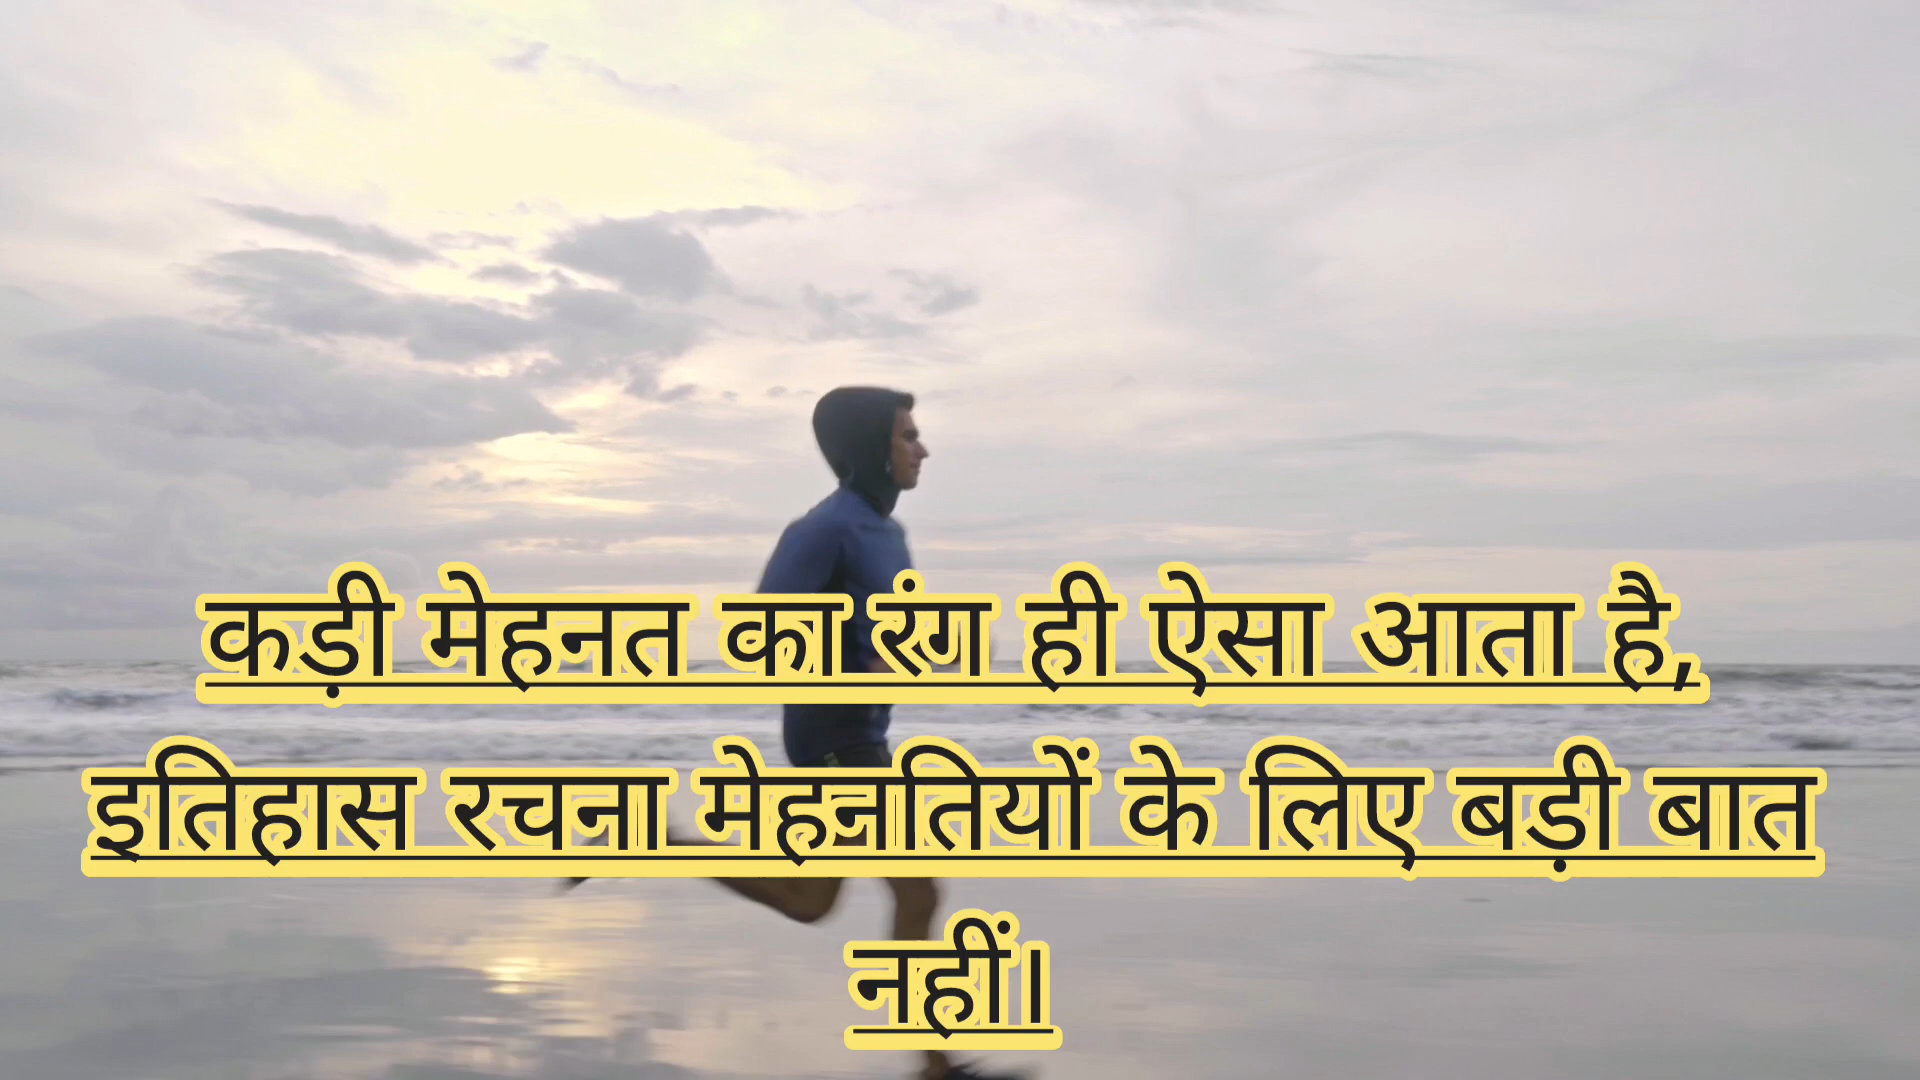 कड़ी मेहनत का रंग ही ऐसा आता है,
इतिहास रचना मेहनतियों के लिए बड़ी बात
नहीं।